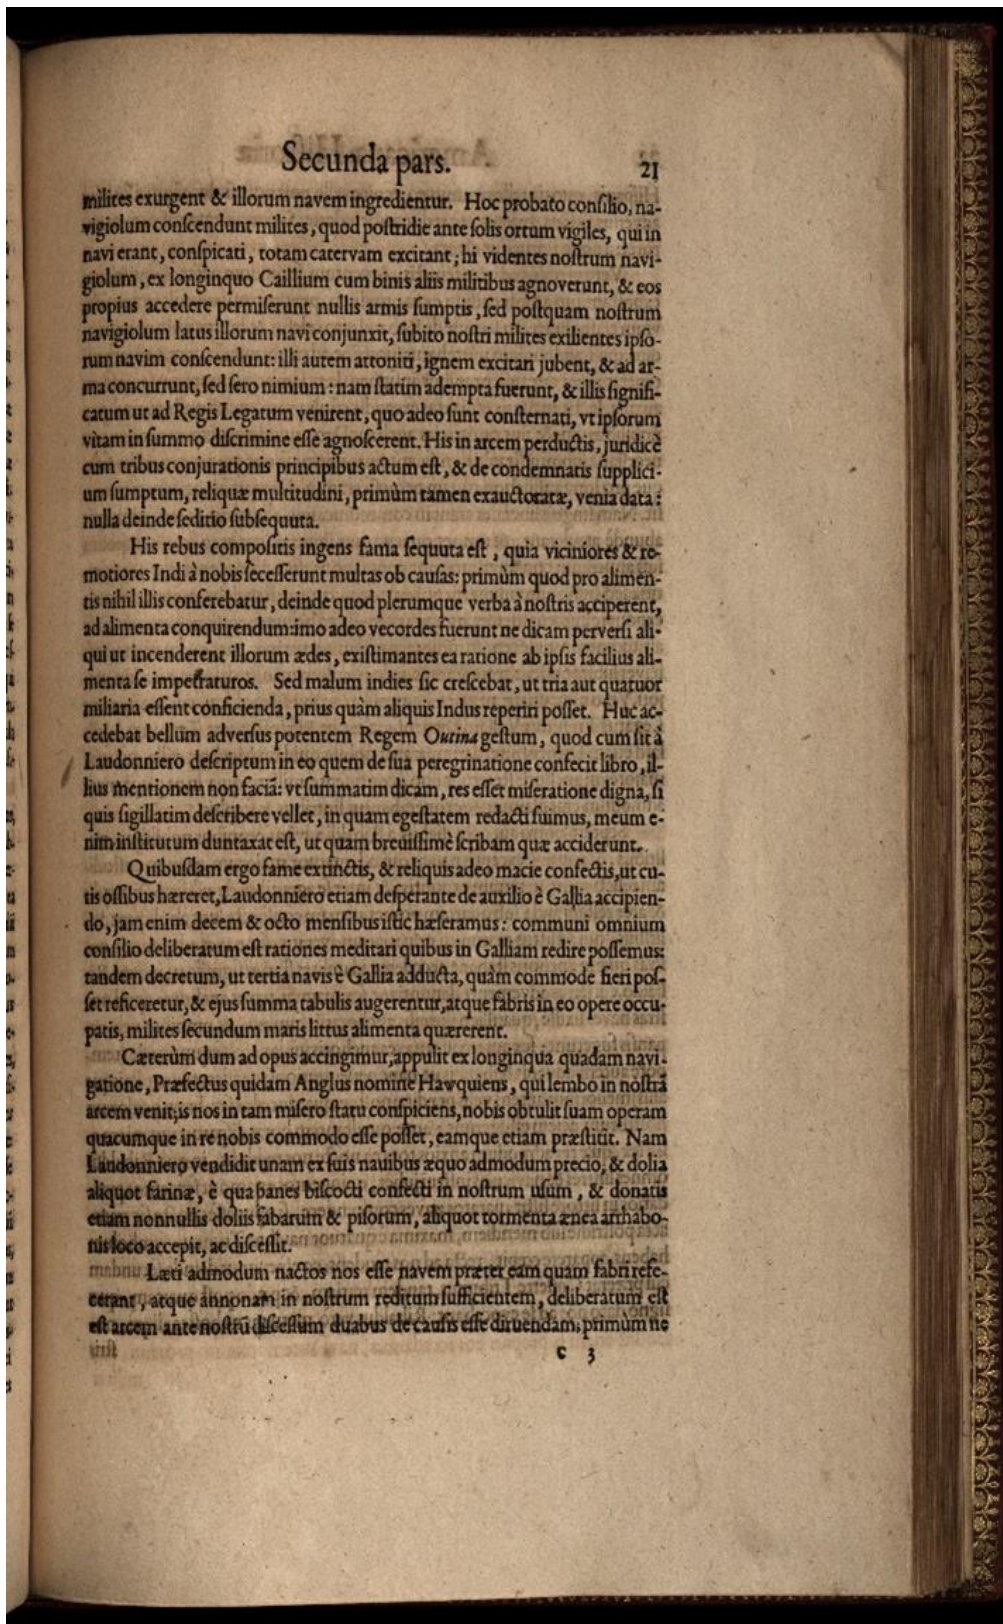 Secunda pars. 21
milites exurgent & illorum navem ingredientur. Hoc probato consilio, na-
vigiolum conscendunt milites, quod postridie ante solis ortum vigiles, qui in
navi erant, conspicati, totam catervam excitant; hi videntes nostrum navi-
giolum, ex longinquo Caillium cum binis aliis militibus agnoverunt, & eos
propius accedere permiserunt nullis armis sumptis, sed postquam nostrum
navigiolum latus illorum navi conjunxit, subito nostri milites exilientes ipso-
rum navim conscendunt: illi autem attoniti, ignem excitari jubent, & ad ar-
ma concurrunt, sed sero nimium: nam statim adempta fuerunt, & illis signifi-
catum ut ad Regis Legatum venirent, quo adeo sunt consternati, vt ipsorum
vitam in summo discrimine esse agnoscerent. His in arcem perductis, juridicè
cum tribus conjurationis principibus actum est, & de condemnatis supplici-
um sumptum, reliquæ multitudini, primùm tamen exauctoratæ, venia data:
nulla deinde seditio subsequuta.
His rebus compositis ingens fama sequuta est, quia viciniores & re-
motiores Indi à nobis secesserunt multas ob causas: primùm quod pro alimen-
tis nihil illis conferebatur, deinde quod plerumque verba à nostris acciperent,
ad alimenta conquirendum: imo adeo vecordes fuerunt ne dicam perversi ali-
qui ut incenderent illorum ædes, existimantes ea ratione ab ipsis facilius ali-
menta se impetraturos. Sed malum indies sic crescebat, ut tria aut quatuor
miliaria essent conficienda, prius quàm aliquis Indus reperiri posset. Huc ac-
cedebat bellum adversus potentem Regem Outina gestum, quod cum sit à
Laudonniero descriptum in eo quem de sua peregrinatione confecit libro, il-
lius mentionem non faciã: vt summatim dicam, res esset miseratione digna, si
quis sigillatim describere vellet, in quam egestatem redacti fuimus, meum e-
nim institutum duntaxat est, ut quam breuissimè scribam quæ acciderunt.
Quibusdam ergo fame extinctis, & reliquis adeo macie confectis, ut cu-
tis ossibus hæreret, Laudonniero etiam desperante de auxilio è Gallia accipien-
do, jam enim decem & octo mensibus istic hæseramus: communi omnium
consilio deliberatum est rationes meditari quibus in Galliam redire possemus:
tandem decretum, ut tertia navis è Gallia adducta, quàm commode fieri pos-
set reficeretur, & ejus summa tabulis augerentur, atque fabris in eo opere occu-
patis, milites secundum maris littus alimenta quærerent.
Cæterùm dum ad opus accingimur, appulit ex longinqua quadam navi-
gatione, Præfectus quidam Anglus nomine Hawquiens, qui lembo in nostrã
arcem venit; is nos in tam misero statu conspiciens, nobis obtulit suam operam
quacumque in re nobis commodo esse posset, eamque etiam præstitit. Nam
Laudonniero vendidit unam ex suis nauibus æquo admodum precio, & dolia
aliquot farinæ, è qua panes biscocti confecti in nostrum usum, & donatis
etiam nonnullis doliis fabarum & pisorum, aliquot tormenta ænea arrhabo-
nis loco accepit, ac discessit.
Læti admodum nactos nos esse navem præter eam quam fabri refe-
cerant, atque annonam in nostrum reditum sufficientem, deliberatum est
est arcem ante nostrũ discessum duabus de causis esse diruendam; primùm ne
c 3